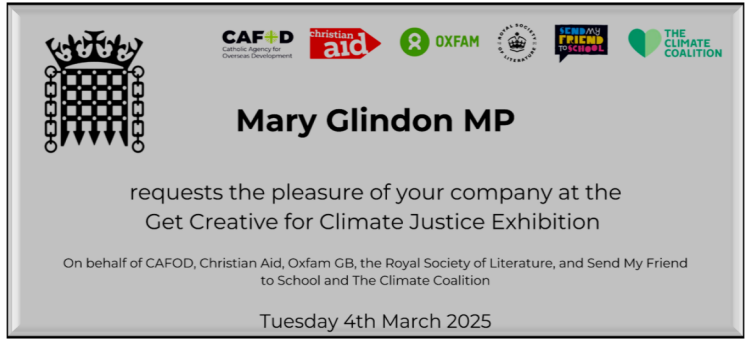 CAFOD
Catholic Agency for
Overseas Development
christian
aid
OXFAM
ROYAL SOCIETY
OF LITERATURE
SEND MY
FRIEND
TO SCHOOL
THE
CLIMATE
COALITION
Mary Glindon MP
requests the pleasure of your company at the
Get Creative for Climate Justice Exhibition
On behalf of CAFOD, Christian Aid, Oxfam GB, the Royal Society of Literature, and Send My Friend
to School and The Climate Coalition
Tuesday 4th March 2025